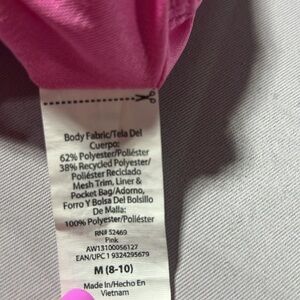 Body Fabric/Tela Del
Cuerpo:
62% Polyester/Poliéster
38% Recycled Polyester/
Poliéster Reciclado
Mesh Trim, Liner &
Pocket Bag/Adorno,
Forro Y Bolsa Del Bolsillo
De Malla:
100% Polyester/Poliéster
RN# 52469
Pink
AW13100056127
EAN/UPC 1 9324295679
M (8-10)
Made In/Hecho En
Vietnam